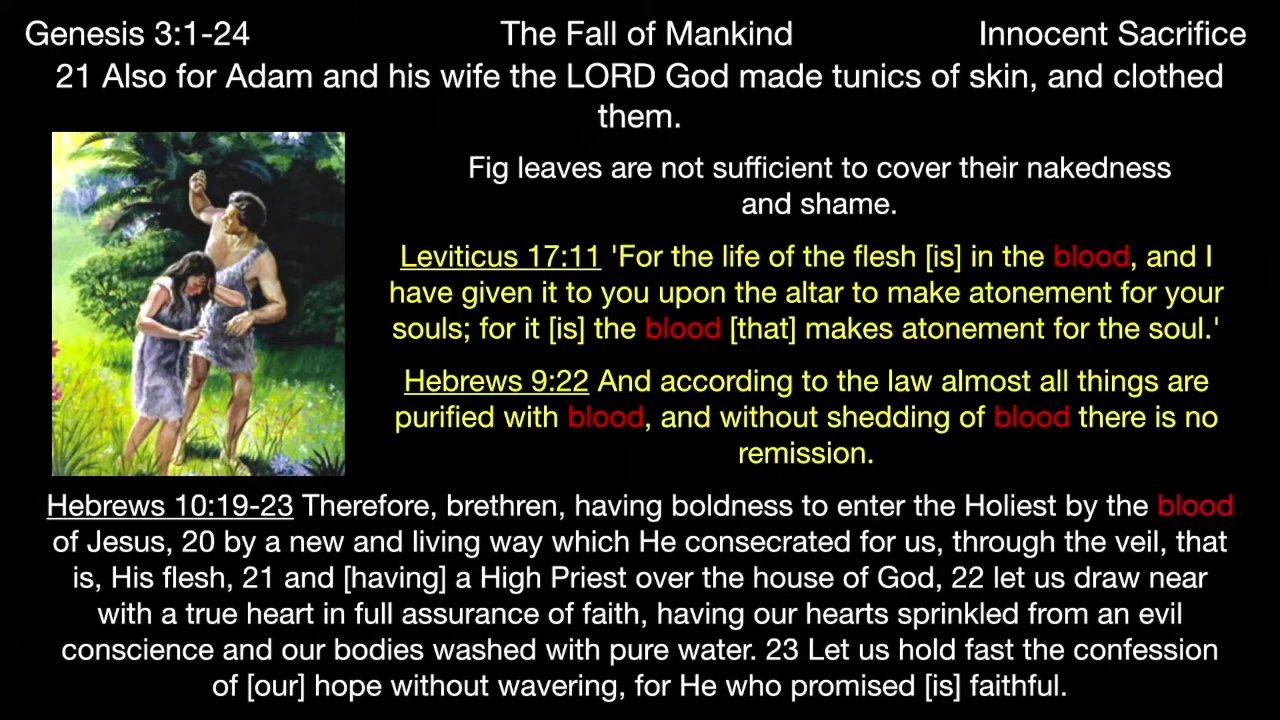 Genesis 3:1-24 The Fall of Mankind Innocent Sacrifice
21 Also for Adam and his wife the LORD God made tunics of skin, and clothed
them.
Fig leaves are not sufficient to cover their nakedness
and shame.
Leviticus 17:11 'For the life of the flesh [is] in the blood, and I
have given it to you upon the altar to make atonement for your
souls; for it [is] the blood [that] makes atonement for the soul.'
Hebrews 9:22 And according to the law almost all things are
purified with blood, and without shedding of blood there is no
remission.
Hebrews 10:19-23 Therefore, brethren, having boldness to enter the Holiest by the blood
of Jesus, 20 by a new and living way which He consecrated for us, through the veil, that
is, His flesh, 21 and [having] a High Priest over the house of God, 22 let us draw near
with a true heart in full assurance of faith, having our hearts sprinkled from an evil
conscience and our bodies washed with pure water. 23 Let us hold fast the confession
of [our] hope without wavering, for He who promised [is] faithful.